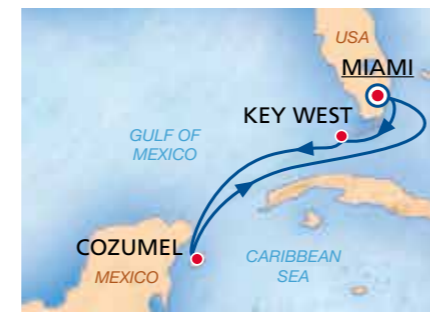 USA
MIAMI
KEY WEST
GULF OF
MEXICO
COZUMEL
MEXICO
CARIBBEAN
SEA